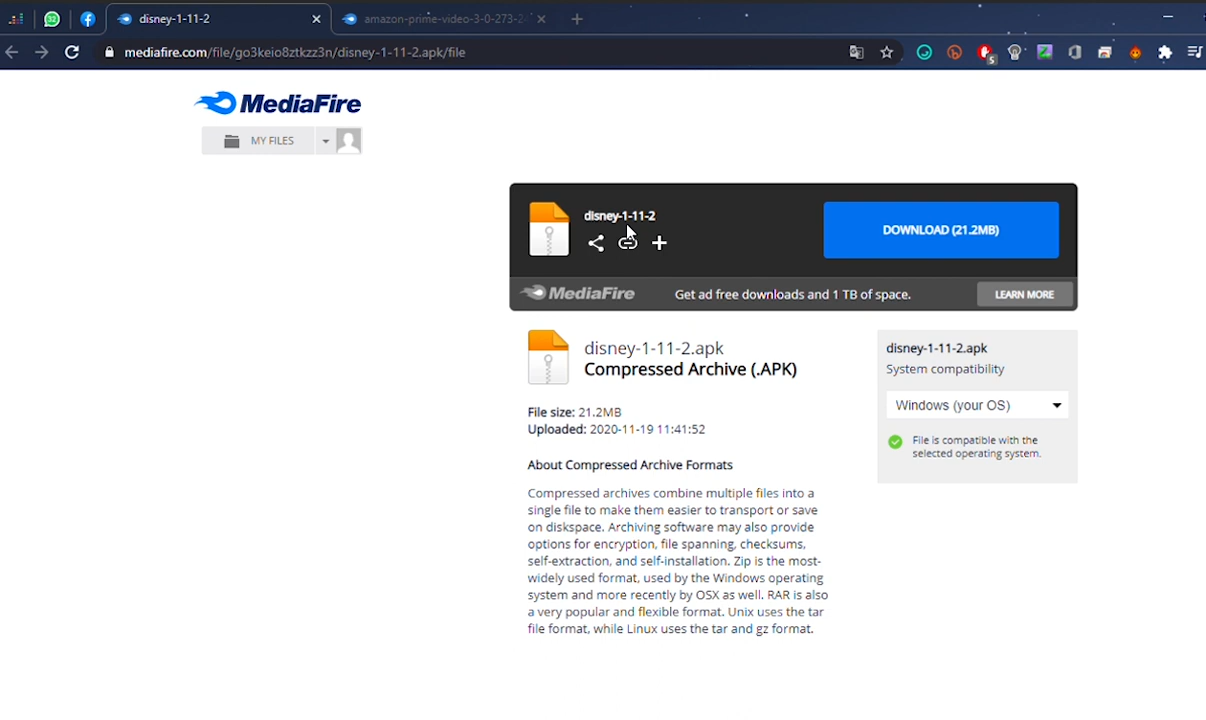 32
disney-1-11-2
amazon-prime-video-3-0-273-2
mediafire.com/file/go3keio8ztkzz3n/disney-1-11-2.apk/file
5
MediaFire
MY FILES
disney-1-11-2
DOWNLOAD (21.2MB)
MediaFire
Get ad free downloads and 1 TB of space.
LEARN MORE
disney-1-11-2.apk
Compressed Archive (.APK)
File size: 21.2MB
Uploaded: 2020-11-19 11:41:52
About Compressed Archive Formats
Compressed archives combine multiple files into a
single file to make them easier to transport or save
on diskspace. Archiving software may also provide
options for encryption, file spanning, checksums,
self-extraction, and self-installation. Zip is the most-
widely used format, used by the Windows operating
system and more recently by OSX as well. RAR is also
a very popular and flexible format. Unix uses the tar
file format, while Linux uses the tar and gz format.
disney-1-11-2.apk
System compatibility
Windows (your OS)
File is compatible with the
selected operating system.